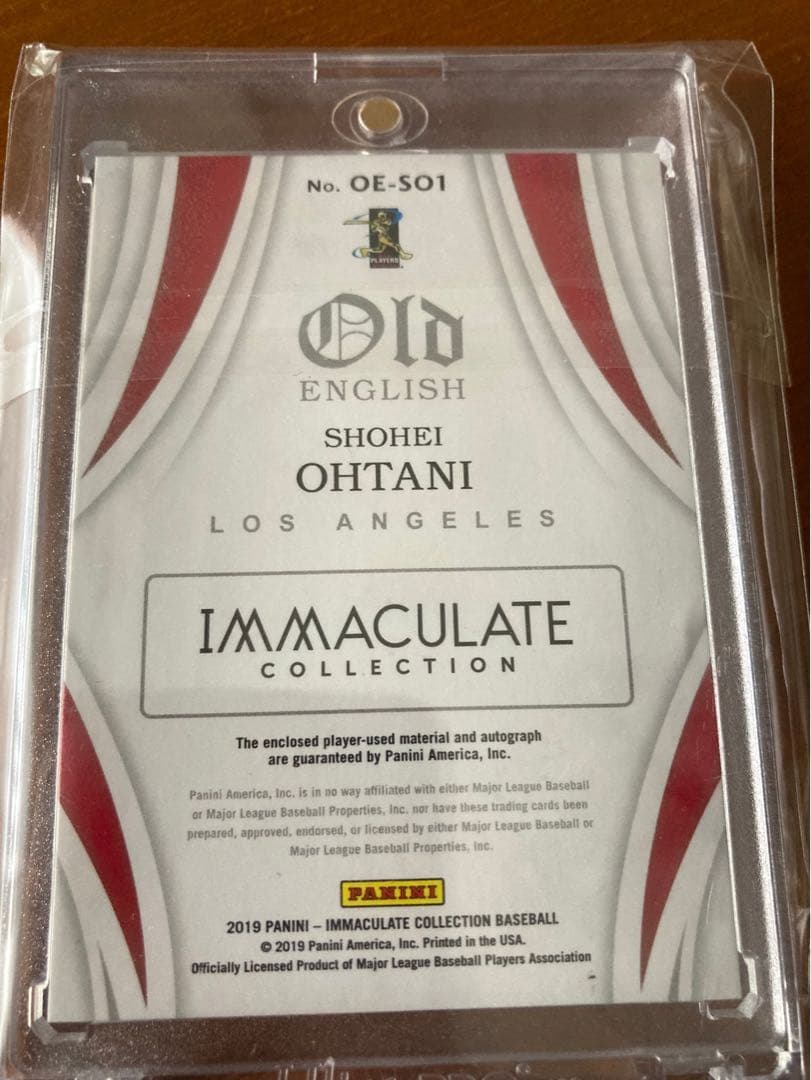 No. OE-SO1
PLAYERS
Old
ENGLISH
SHOHEI
OHTANI
LOS ANGELES
IMMACULATE
COLLECTION
The enclosed player-used material and autograph
are guaranteed by Panini America, Inc.
Panini America, Inc. is in no way affiliated with either Major League Baseball
or Major League Baseball Properties, Inc. nor have these trading cards been
prepared, approved, endorsed, or licensed by either Major League Baseball or
Major League Baseball Properties, Inc.
PANINI
2019 PANINI – IMMACULATE COLLECTION BASEBALL
© 2019 Panini America, Inc. Printed in the USA.
Officially Licensed Product of Major League Baseball Players Association